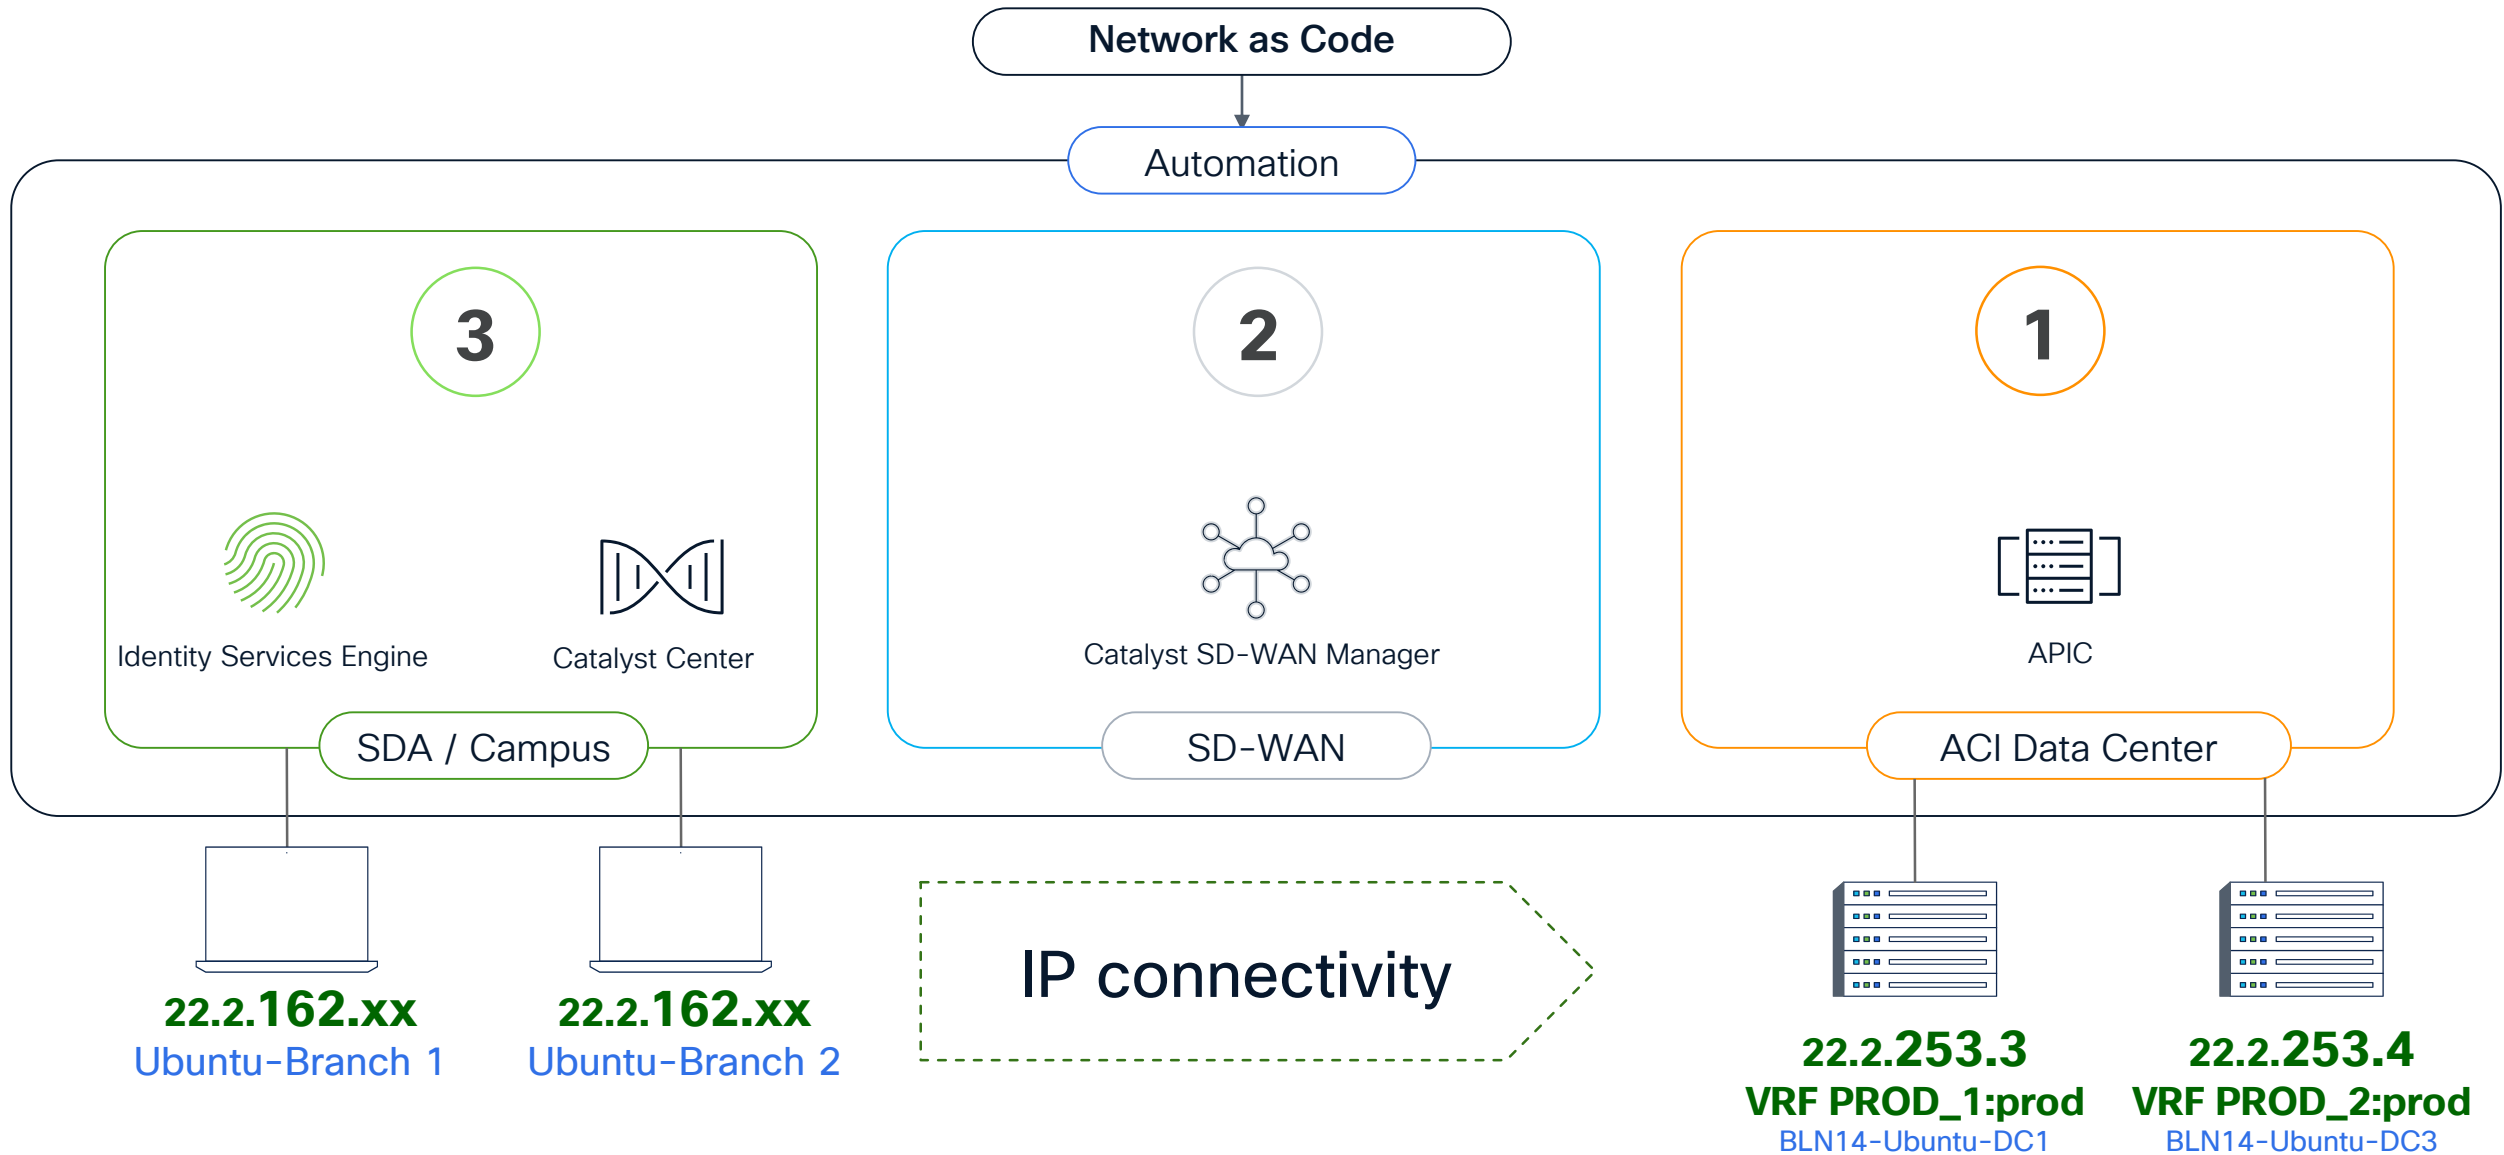 Network as Code
Automation
3
2
1
Identity Services Engine
Catalyst Center
Catalyst SD-WAN Manager
APIC
SDA / Campus
SD-WAN
ACI Data Center
IP connectivity
22.2.162.xx
Ubuntu-Branch 1
22.2.162.xx
Ubuntu-Branch 2
22.2.253.3
VRF PROD_1:prod
BLN14-Ubuntu-DC1
22.2.253.4
VRF PROD_2:prod
BLN14-Ubuntu-DC3